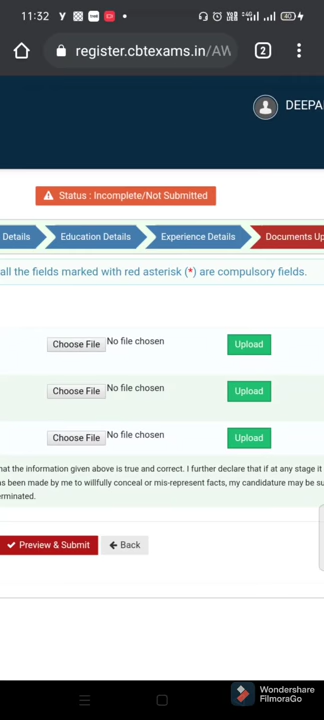 11:32
40
register.cbtexams.in/AW
2
DEEPA
Status : Incomplete/Not Submitted
Details
Education Details
Experience Details
Documents Up
all the fields marked with red asterisk (*) are compulsory fields.
Choose File No file chosen Upload
Choose File No file chosen Upload
Choose File No file chosen Upload
hat the information given above is true and correct. I further declare that if at any stage it
as been made by me to willfully conceal or mis-represent facts, my candidature may be su
erminated.
Preview & Submit
Back
Wondershare
FilmoraGo